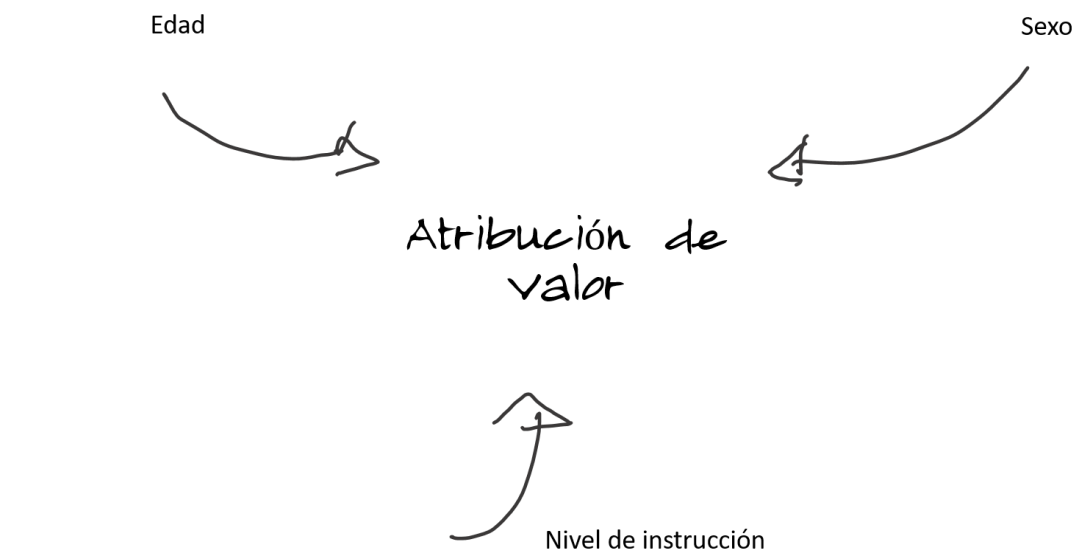 Edad
Sexo
Atribución de
valor
Nivel de instrucción